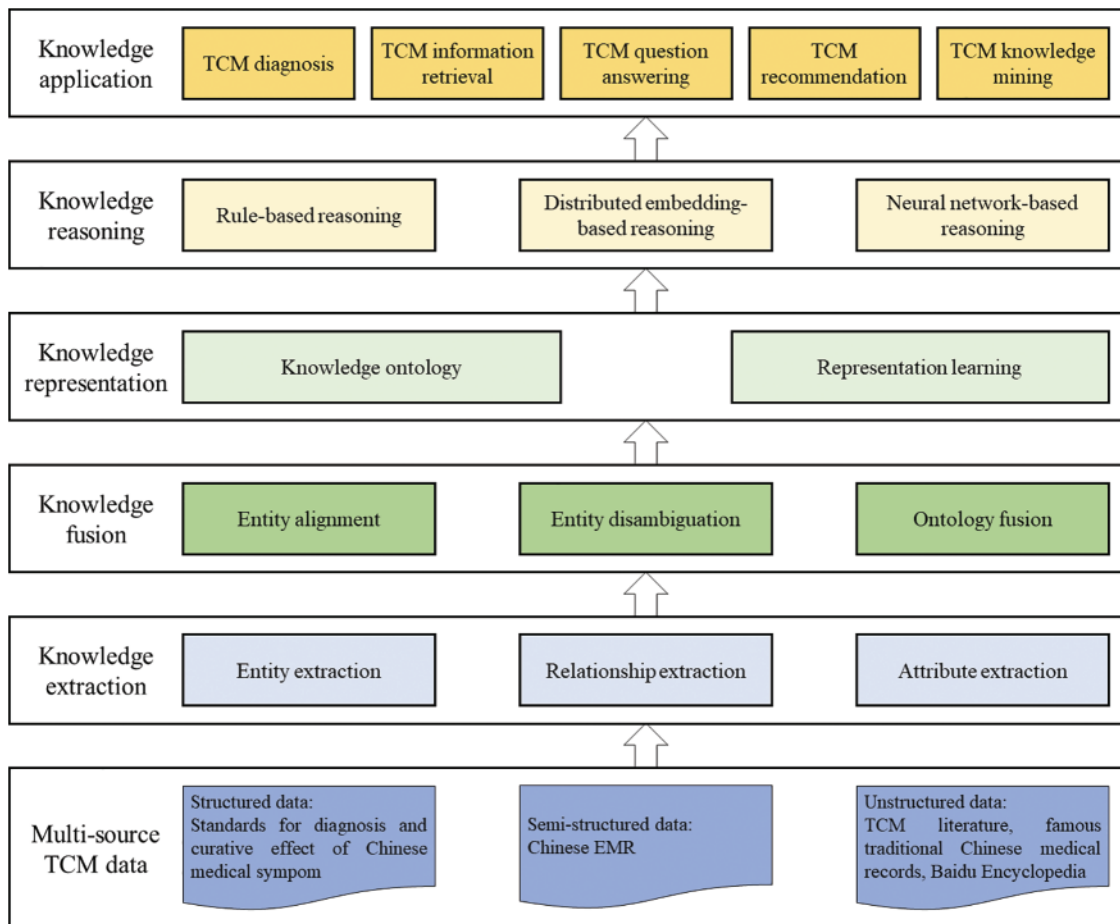 Knowledge
application
TCM diagnosis
TCM information
retrieval
TCM question
answering
TCM
recommendation
TCM knowledge
mining
Knowledge
reasoning
Rule-based reasoning
Distributed embedding-
based reasoning
Neural network-based
reasoning
Knowledge
representation
Knowledge ontology
Representation learning
Knowledge
fusion
Entity alignment
Entity disambiguation
Ontology fusion
Knowledge
extraction
Entity extraction
Relationship extraction
Attribute extraction
Multi-source
TCM data
Structured data:
Standards for diagnosis and
curative effect of Chinese
medical sympom
Semi-structured data:
Chinese EMR
Unstructured data:
TCM literature, famous
traditional Chinese medical
records, Baidu Encyclopedia